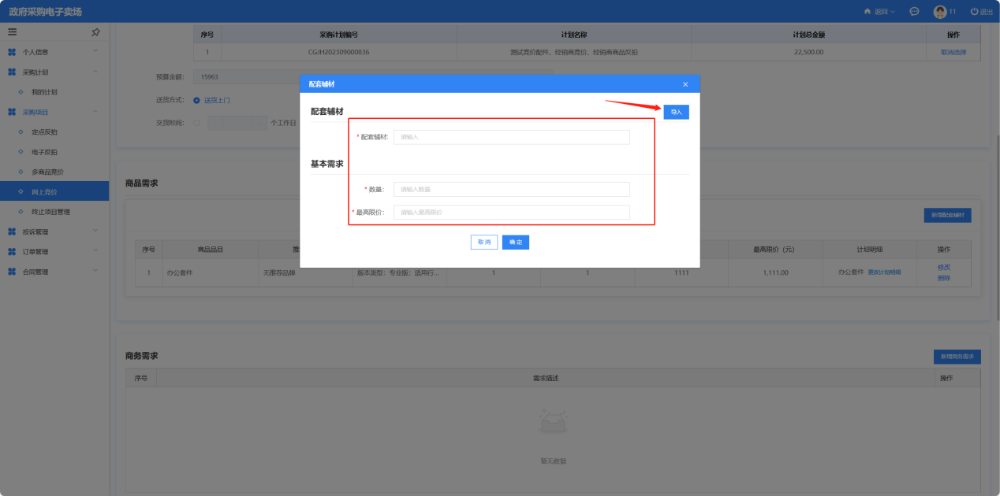 政府采购电子卖场
返回
11
退出
个人信息
采购计划
我的计划
采购项目
定点反拍
电子反拍
多商品竞价
网上竞价
终止项目管理
投诉管理
订单管理
合同管理
序号 采购计划编号 计划名称 计划总金额 操作
1 CGJH202309000836 测试竞价配件、经销商竞价、经销商商品反拍 22,500.00 取消选择
预算金额： 15963
送货方式： 送货上门
交货时间： 个工作日
配套辅材
配套辅材
导入
* 配套辅材: 请输入
基本需求
* 数量: 请输入数量
* 最高限价: 请输入最高限价
取 消 确 定
商品需求
新增配套辅材
序号 商品品目 推 最高限价（元） 计划明细 操作
1 办公套件 无推荐品牌 版本类型：专业版；适用行... 1 1 1111 1,111.00 办公套件 更改计划明细 修改
删除
商务需求
新增商务需求
序号 需求描述 操作
暂无数据